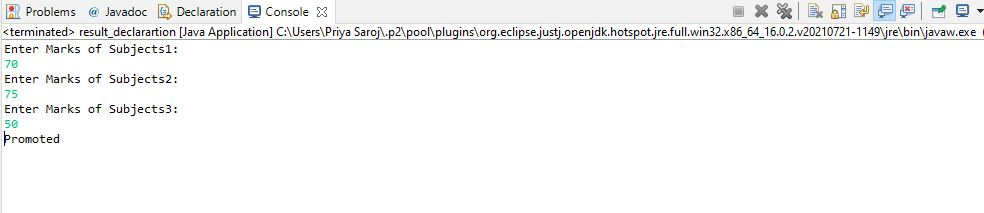 Problems @ Javadoc Declaration Console
<terminated> result_declarartion [Java Application] C:\Users\Priya Saroj\.p2\pool\plugins\org.eclipse.justj.openjdk.hotspot.jre.full.win32.x86_64_16.0.2.v20210721-1149\jre\bin\javaw.exe (
Enter Marks of Subjects1:
70
Enter Marks of Subjects2:
75
Enter Marks of Subjects3:
50
Promoted